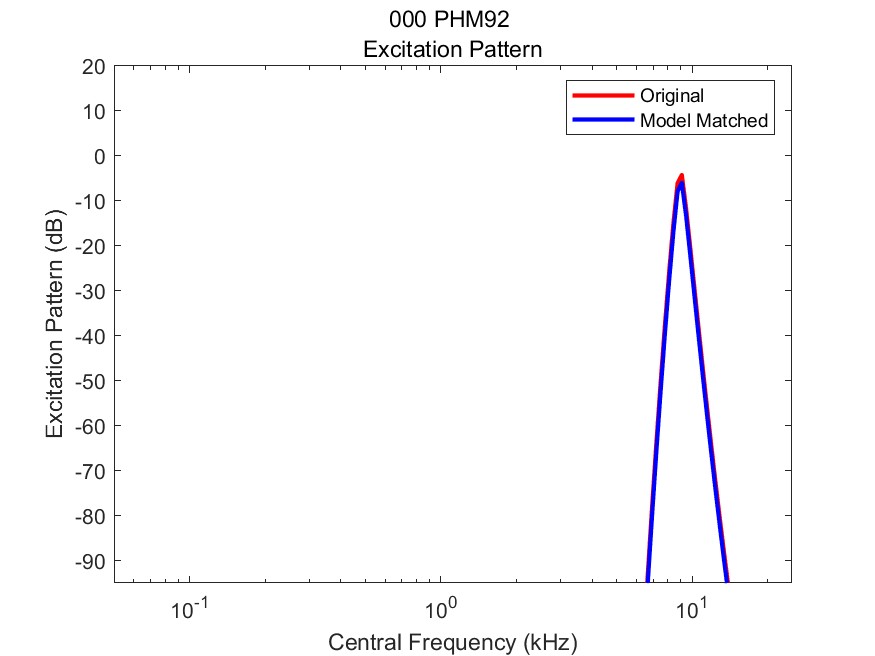 000 PHM92
Excitation Pattern
Original
Model Matched
20
10
0
-10
-20
-30
-40
-50
-60
-70
-80
-90
Excitation Pattern (dB)
10^-1
10^0
10^1
Central Frequency (kHz)